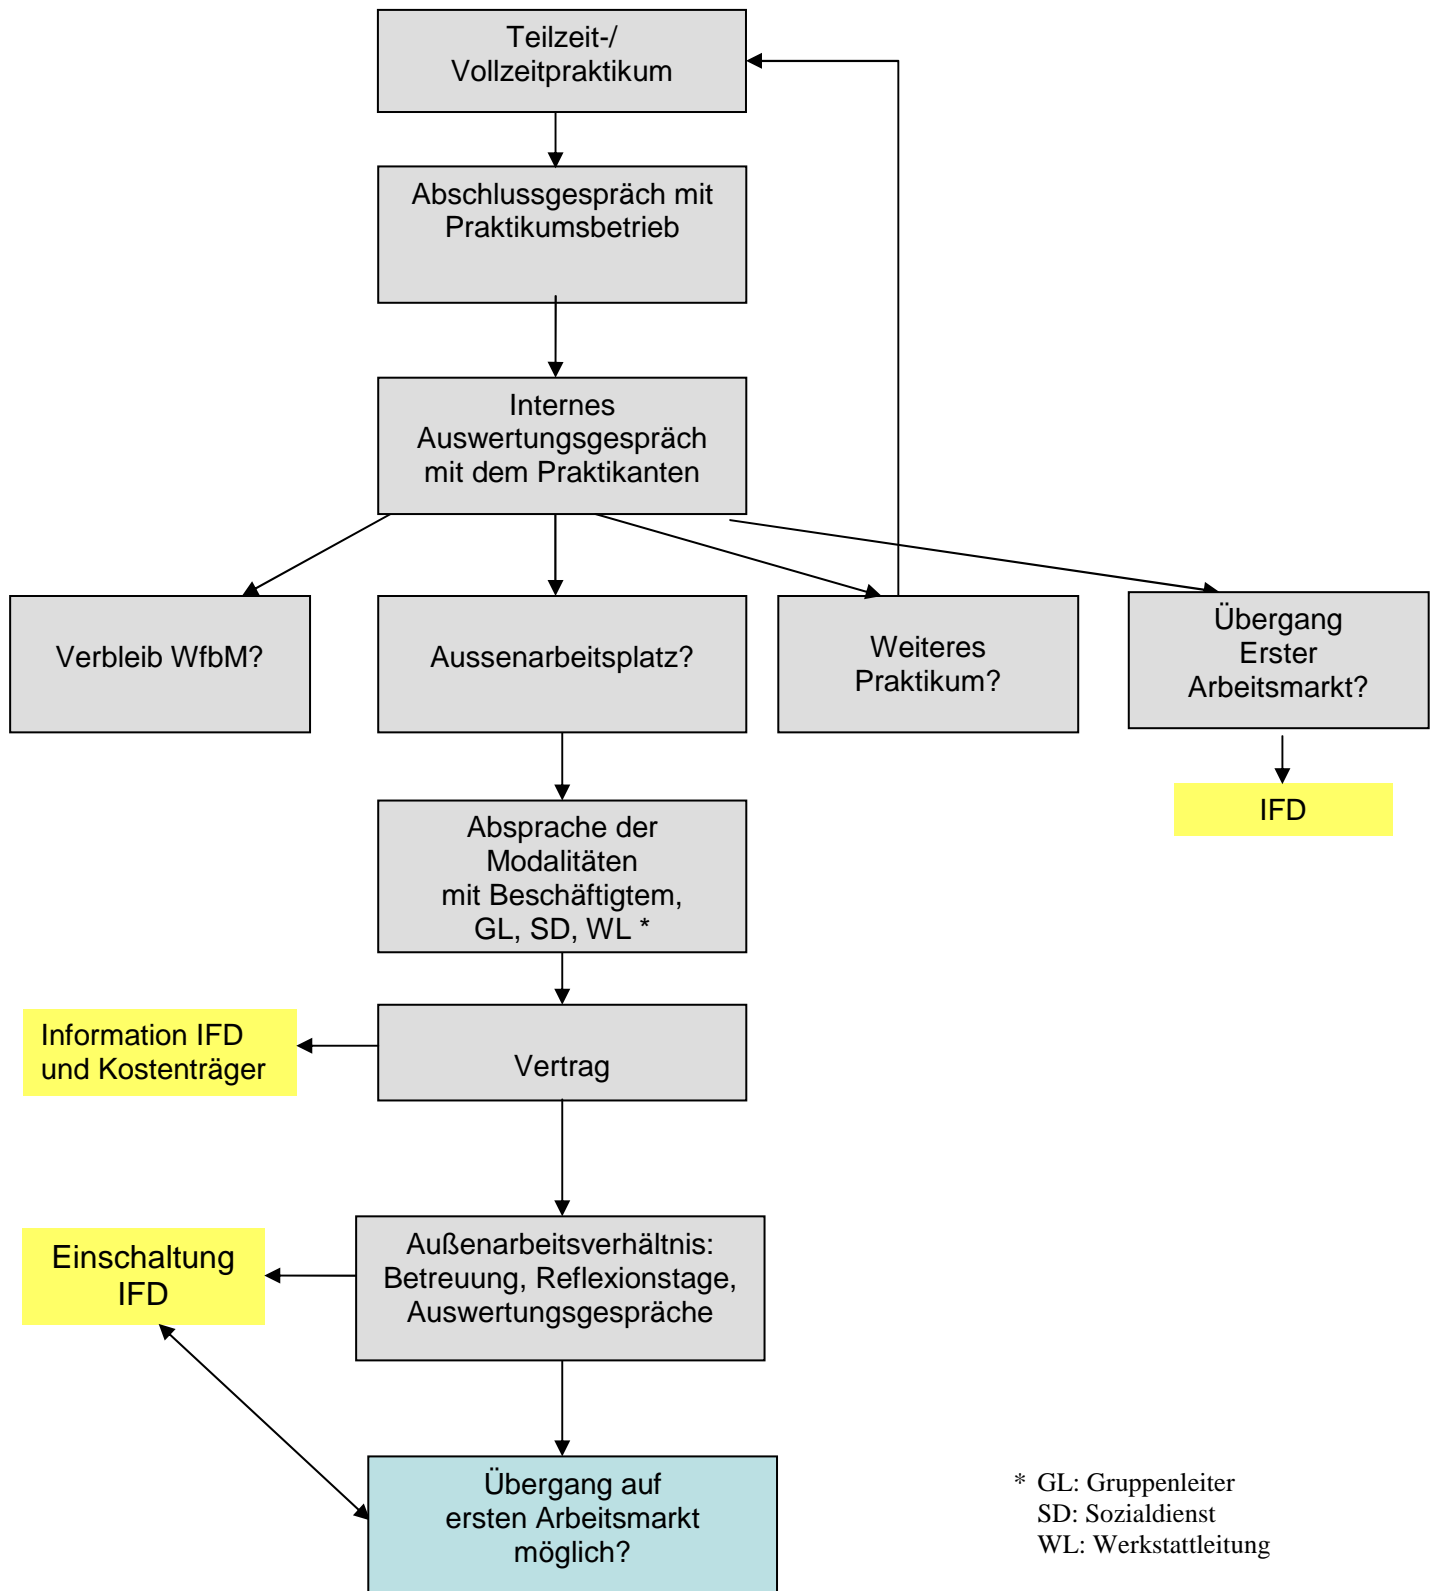 Teilzeit-/
Vollzeitpraktikum
Abschlussgespräch mit
Praktikumsbetrieb
Internes
Auswertungsgespräch
mit dem Praktikanten
Verbleib WfbM?
Aussenarbeitsplatz?
Weiteres
Praktikum?
Übergang
Erster
Arbeitsmarkt?
IFD
Absprache der
Modalitäten
mit Beschäftigtem,
GL, SD, WL *
Information IFD
und Kostenträger
Vertrag
Einschaltung
IFD
Außenarbeitsverhältnis:
Betreuung, Reflexionstage,
Auswertungsgespräche
Übergang auf
ersten Arbeitsmarkt
möglich?
* GL: Gruppenleiter
SD: Sozialdienst
WL: Werkstattleitung